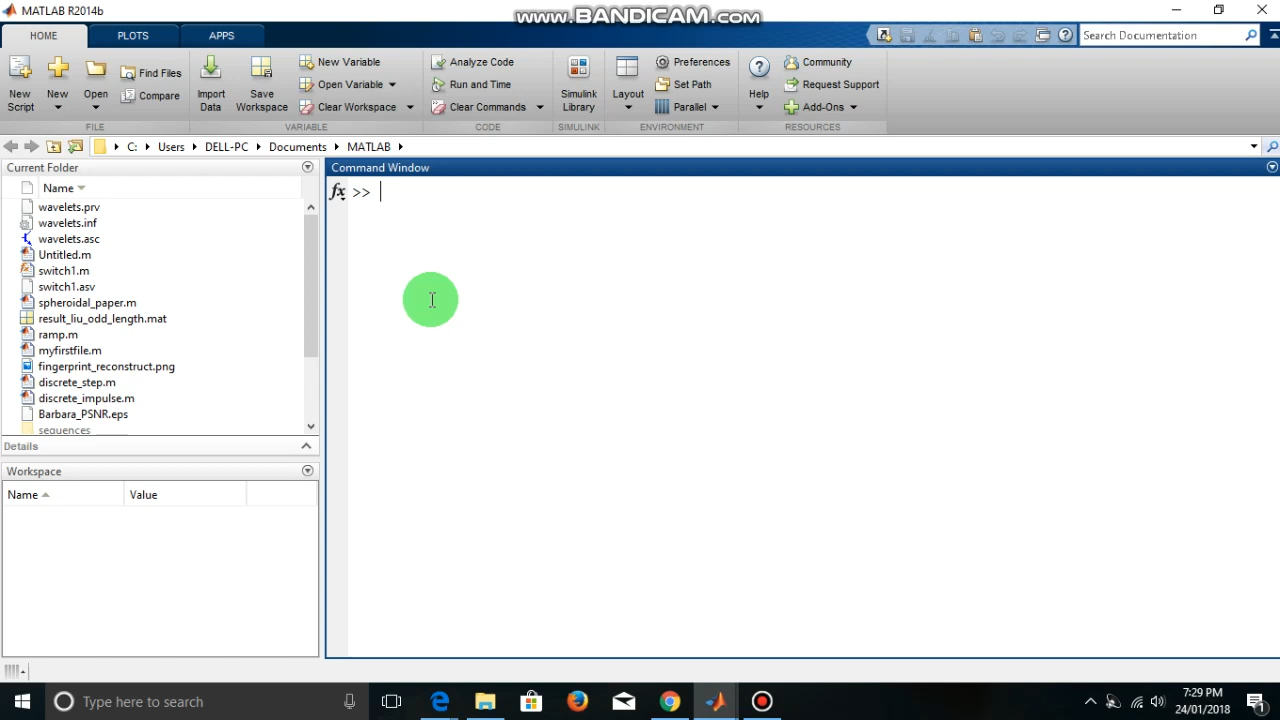 MATLAB R2014b
www.BANDICAM.com
HOME PLOTS APPS
Search Documentation
New Script
New
Open
Find Files
Compare
FILE
Import Data
Save Workspace
New Variable
Open Variable
Clear Workspace
VARIABLE
Analyze Code
Run and Time
Clear Commands
CODE
Simulink Library
SIMULINK
Layout
Preferences
Set Path
Parallel
ENVIRONMENT
Help
Community
Request Support
Add-Ons
RESOURCES
C: Users DELL-PC Documents MATLAB
Current Folder
Name
wavelets.prv
wavelets.inf
wavelets.asc
Untitled.m
switch1.m
switch1.asv
spheroidal_paper.m
result_liu_odd_length.mat
ramp.m
myfirstfile.m
fingerprint_reconstruct.png
discrete_step.m
discrete_impulse.m
Barbara_PSNR.eps
sequences
Details
Workspace
Name Value
Command Window
fx >>
Type here to search
7:29 PM
24/01/2018
1